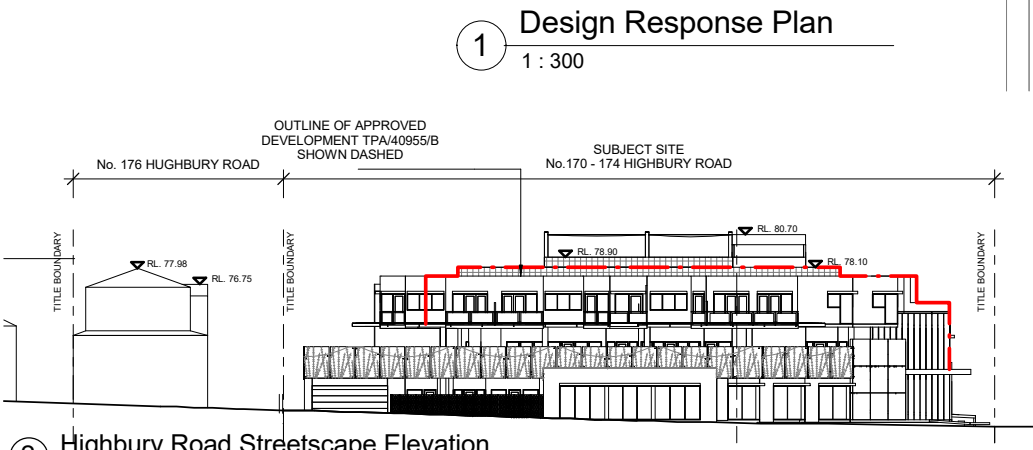 1
Design Response Plan
1 : 300
OUTLINE OF APPROVED
DEVELOPMENT TPA/40955/B
SHOWN DASHED
No. 176 HUGHBURY ROAD
SUBJECT SITE
No.170 - 174 HIGHBURY ROAD
TITLE BOUNDARY
RL. 77.98
RL. 76.75
TITLE BOUNDARY
RL. 78.90
RL. 80.70
RL. 78.10
TITLE BOUNDARY
2
Highbury Road Streetscape Elevation